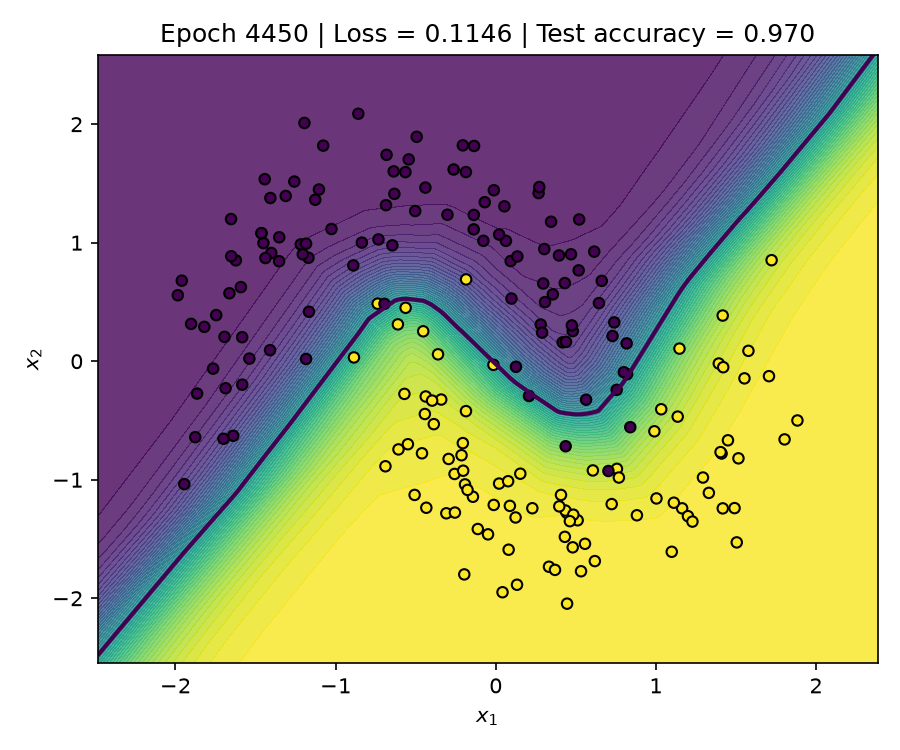 Epoch 4450 | Loss = 0.1146 | Test accuracy = 0.970
2
1
0
−1
−2
x₂
−2 −1 0 1 2
x₁